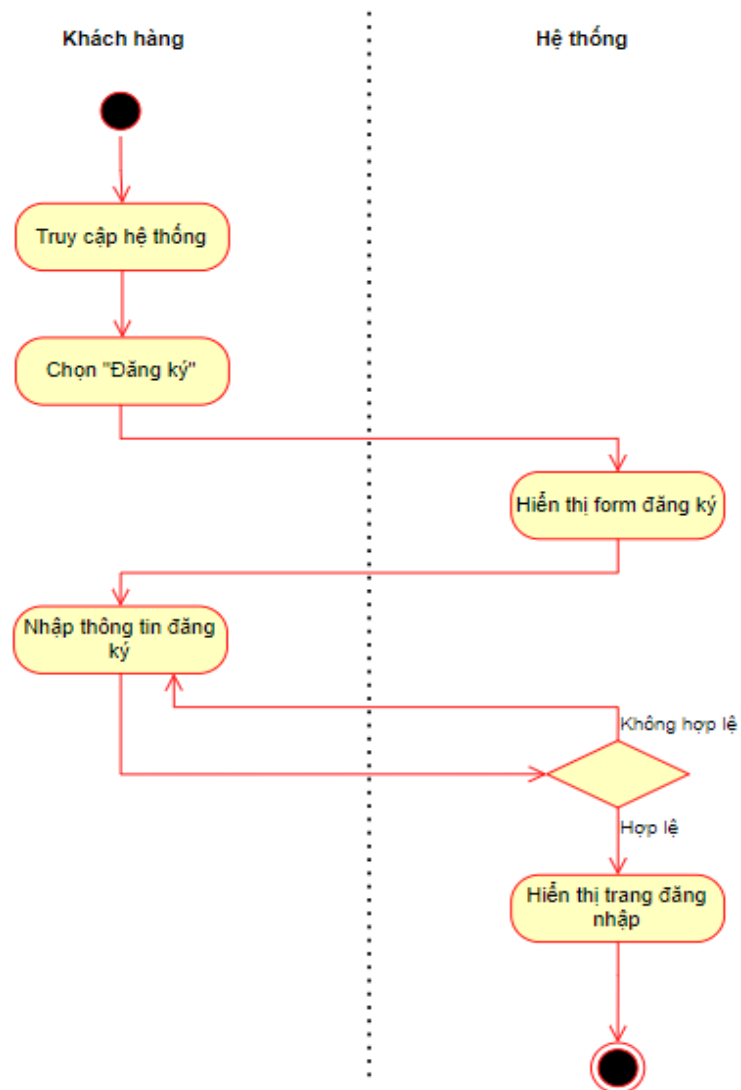 Khách hàng
Hệ thống
Truy cập hệ thống
Chọn "Đăng ký"
Hiển thị form đăng ký
Nhập thông tin đăng
ký
Không hợp lệ
Hợp lệ
Hiển thị trang đăng
nhập